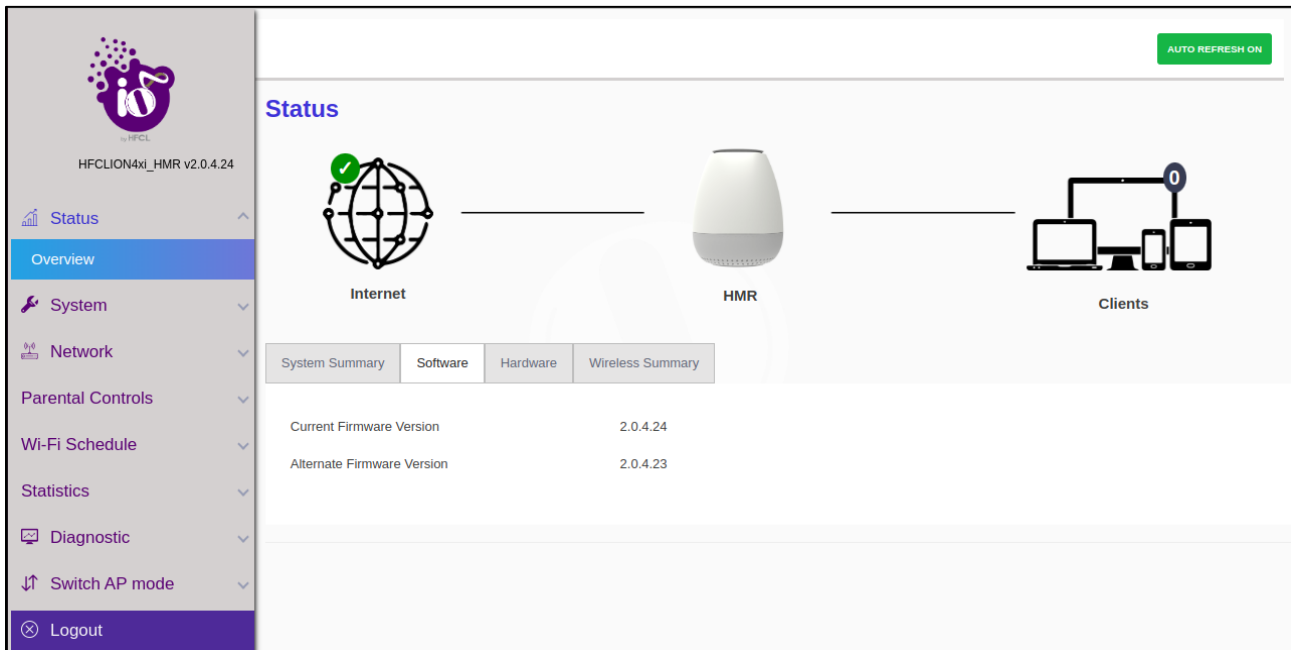 io
by HFCL
HFCLION4xi_HMR v2.0.4.24
Status
Overview
System
Network
Parental Controls
Wi-Fi Schedule
Statistics
Diagnostic
Switch AP mode
Logout
AUTO REFRESH ON
Status
0
Internet
HMR
Clients
System Summary Software Hardware Wireless Summary
Current Firmware Version 2.0.4.24
Alternate Firmware Version 2.0.4.23